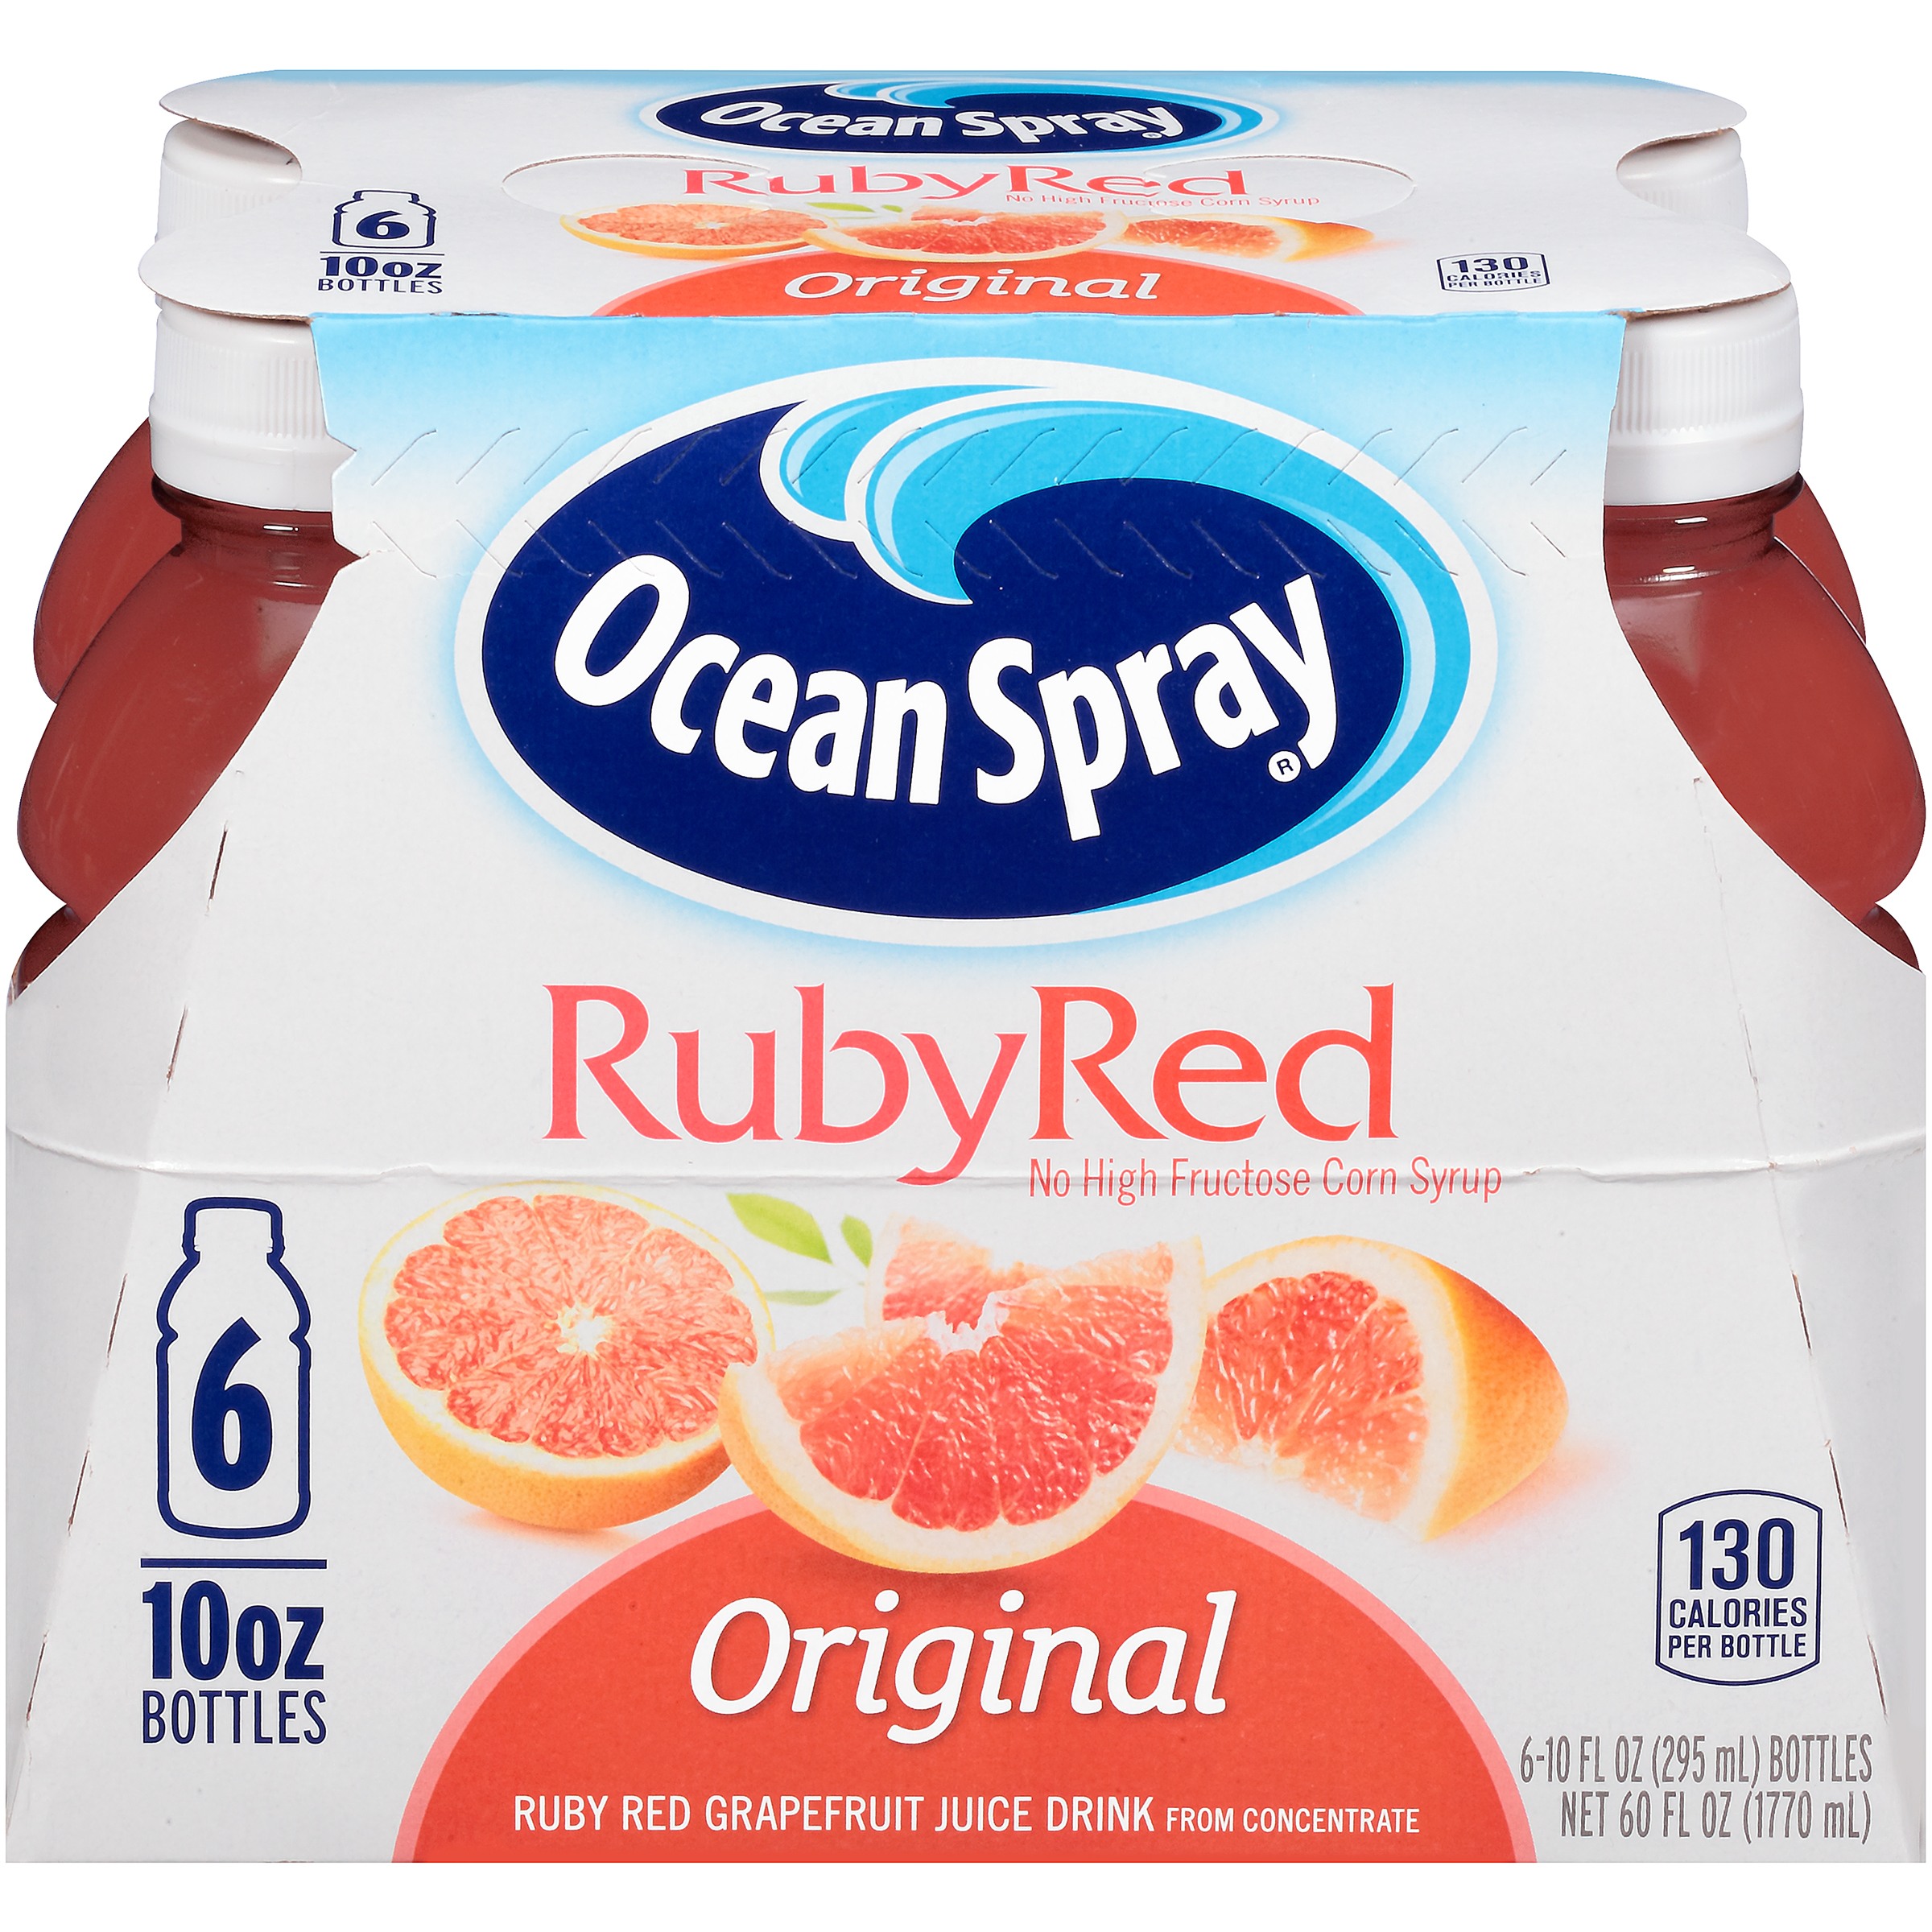 Ocean Spray
RubyRed
No High Fructose Corn Syrup
6
10oz
BOTTLES
Original
130
CALORIES
PER BOTTLE
Ocean Spray®
RubyRed
No High Fructose Corn Syrup
6
10oz
BOTTLES
130
CALORIES
PER BOTTLE
Original
RUBY RED GRAPEFRUIT JUICE DRINK FROM CONCENTRATE
6-10 FL OZ (295 mL) BOTTLES
NET 60 FL OZ (1770 mL)